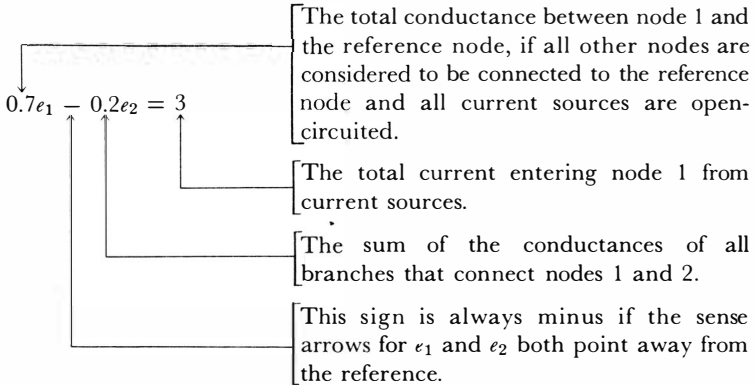 The total conductance between node 1 and
the reference node, if all other nodes are
considered to be connected to the reference
node and all current sources are open-
circuited.
0.7e₁ − 0.2e₂ = 3
The total current entering node 1 from
current sources.
The sum of the conductances of all
branches that connect nodes 1 and 2.
This sign is always minus if the sense
arrows for e₁ and e₂ both point away from
the reference.